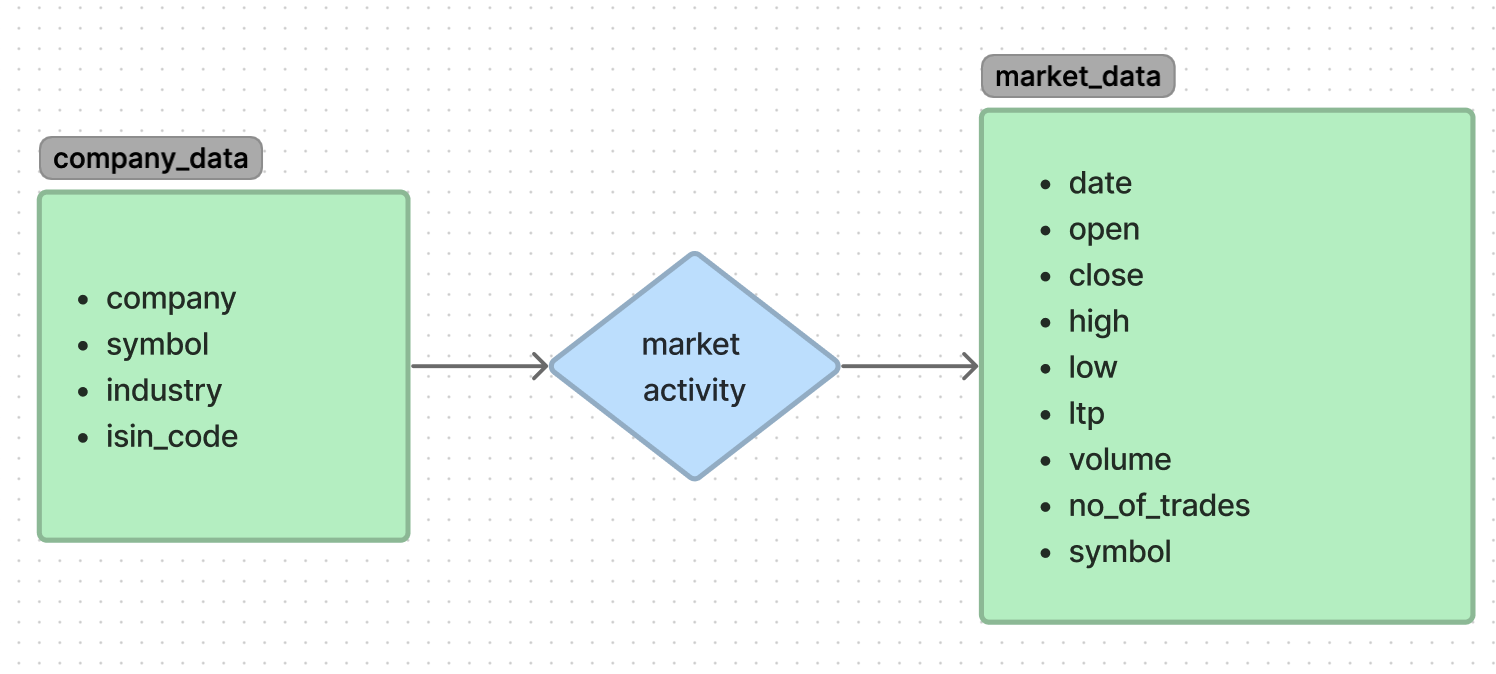 company_data
• company
• symbol
• industry
• isin_code
market
activity
market_data
• date
• open
• close
• high
• low
• ltp
• volume
• no_of_trades
• symbol